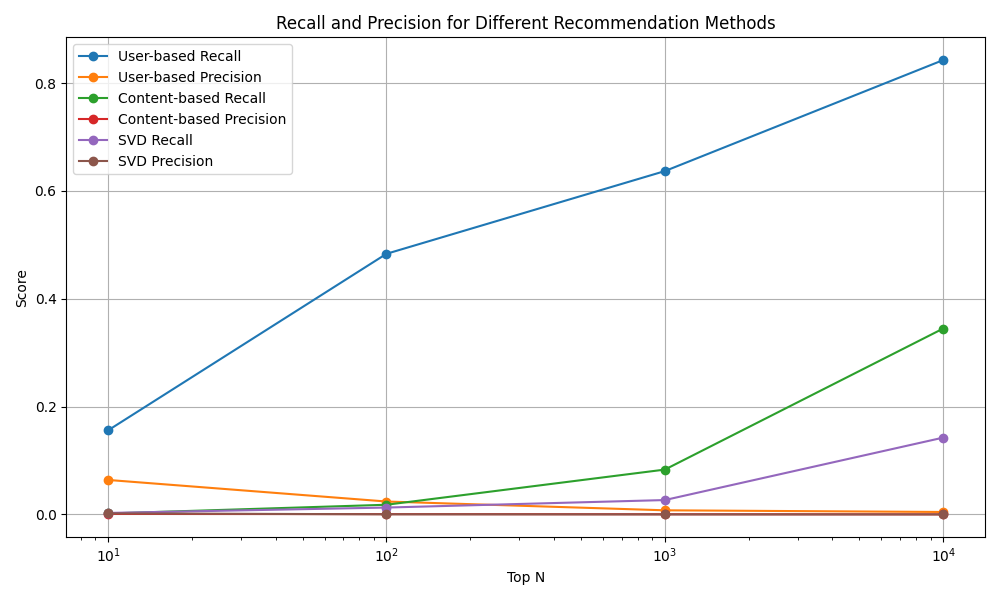 Recall and Precision for Different Recommendation Methods
User-based Recall
User-based Precision
Content-based Recall
Content-based Precision
SVD Recall
SVD Precision
0.8
0.6
0.4
0.2
0.0
Score
10¹
10²
10³
10⁴
Top N